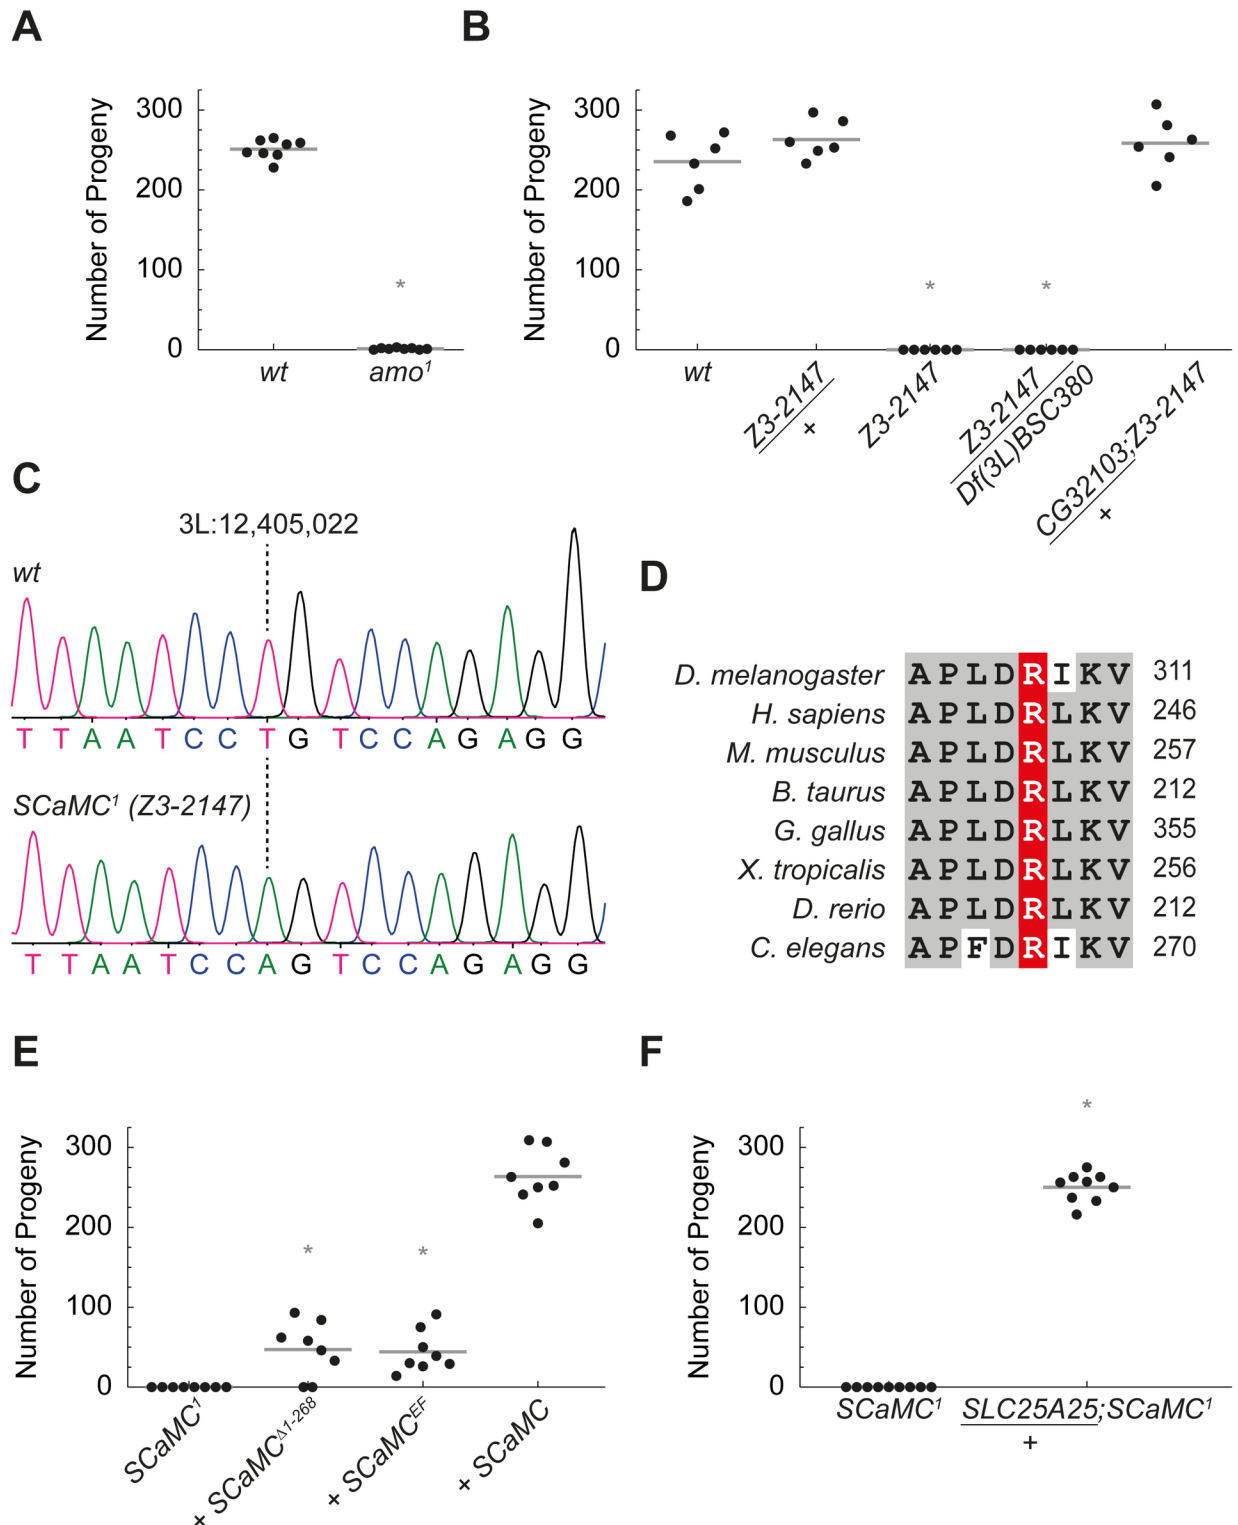 A
Number of Progeny
300
200
100
0
*
wt
amo1
B
Number of Progeny
300
200
100
0
*
*
wt
Z3-2147
+
Z3-2147
Z3-2147
Df(3L)BSC380
CG32103;Z3-2147
+
C
3L:12,405,022
wt
T T A A T C C T G T C C A G A G G
SCaMC1 (Z3-2147)
T T A A T C C A G T C C A G A G G
D
D. melanogaster A P L D R I K V 311
H. sapiens A P L D R L K V 246
M. musculus A P L D R L K V 257
B. taurus A P L D R L K V 212
G. gallus A P L D R L K V 355
X. tropicalis A P L D R L K V 256
D. rerio A P L D R L K V 212
C. elegans A P F D R I K V 270
E
Number of Progeny
300
200
100
0
*
*
SCaMC1
+ SCaMCΔ1-268
+ SCaMCEF
+ SCaMC
F
Number of Progeny
300
200
100
0
*
SCaMC1
SLC25A25;SCaMC1
+